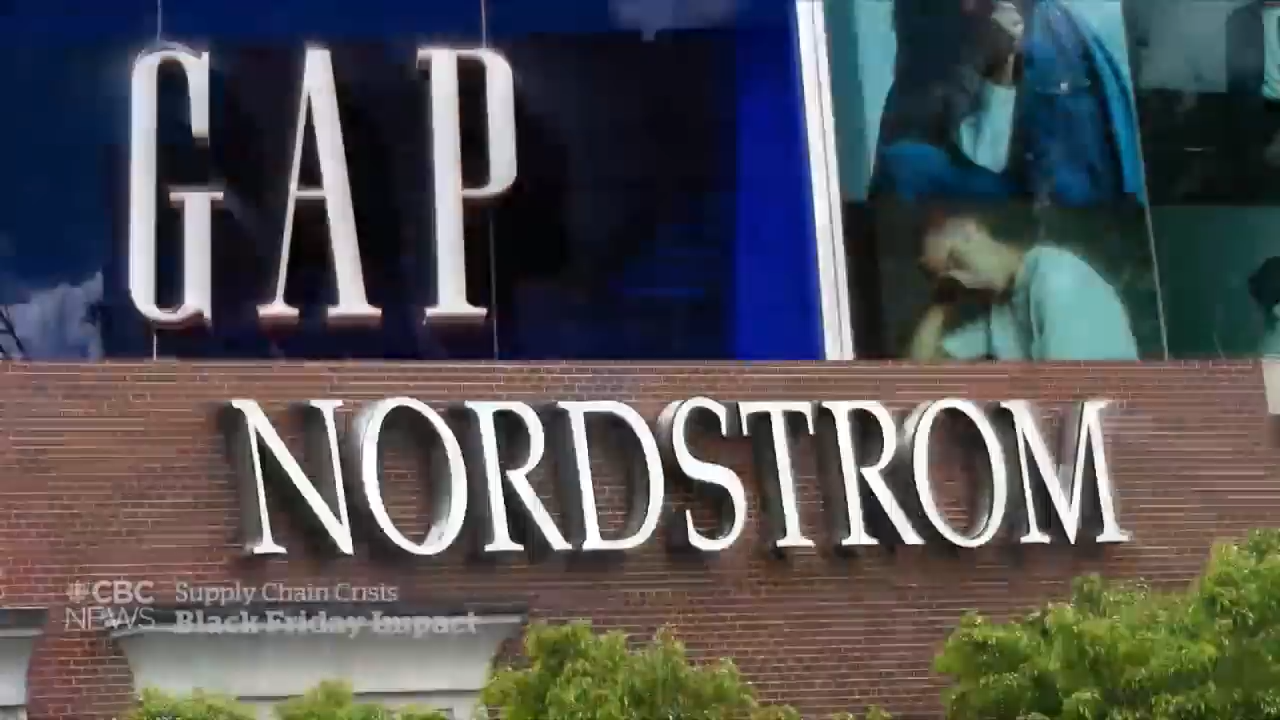 GAP
NORDSTROM
CBC
NEWS
Supply Chain Crisis
Black Friday Impact